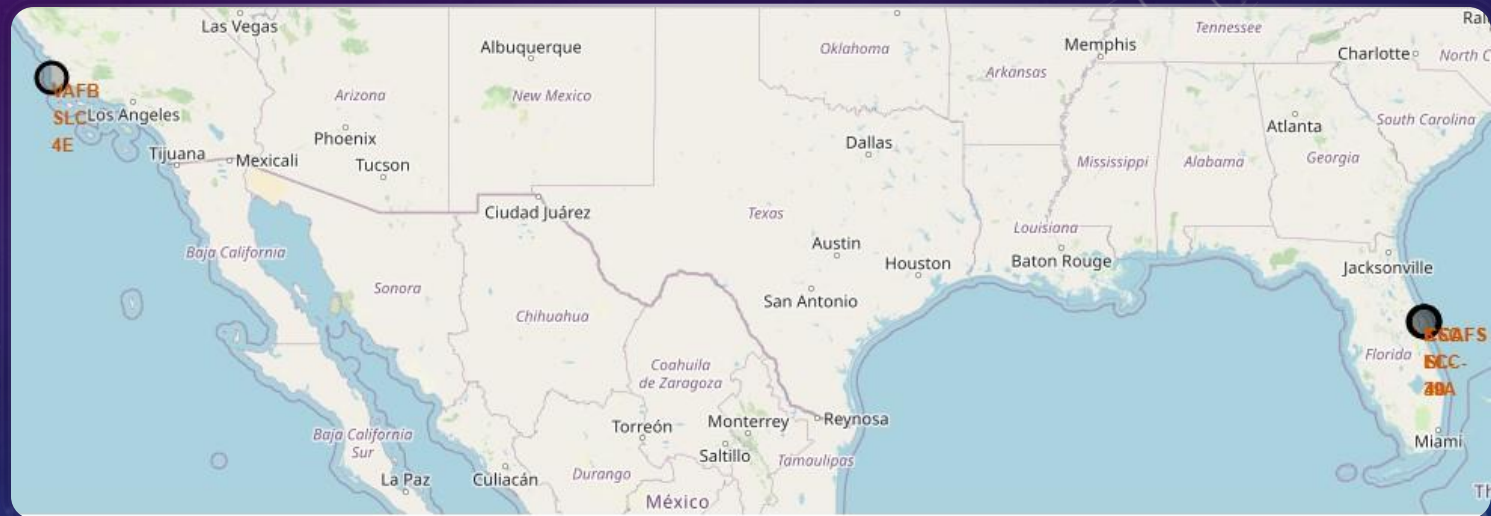 Las Vegas
Albuquerque
Oklahoma
Memphis
Tennessee
Charlotte
North C
Arkansas
VAFB
SLC-
4E
Los Angeles
Arizona
New Mexico
Phoenix
Atlanta
South Carolina
Dallas
Tijuana
Mexicali
Tucson
Mississippi
Alabama
Georgia
Ciudad Juárez
Texas
Louisiana
Baja California
Austin
Houston
Baton Rouge
Jacksonville
Sonora
San Antonio
Chihuahua
Florida
Coahuila
de Zaragoza
Torreón
Monterrey
Reynosa
Baja California
Sur
Saltillo
Tamaulipas
Miami
La Paz
Culiacán
Durango
México